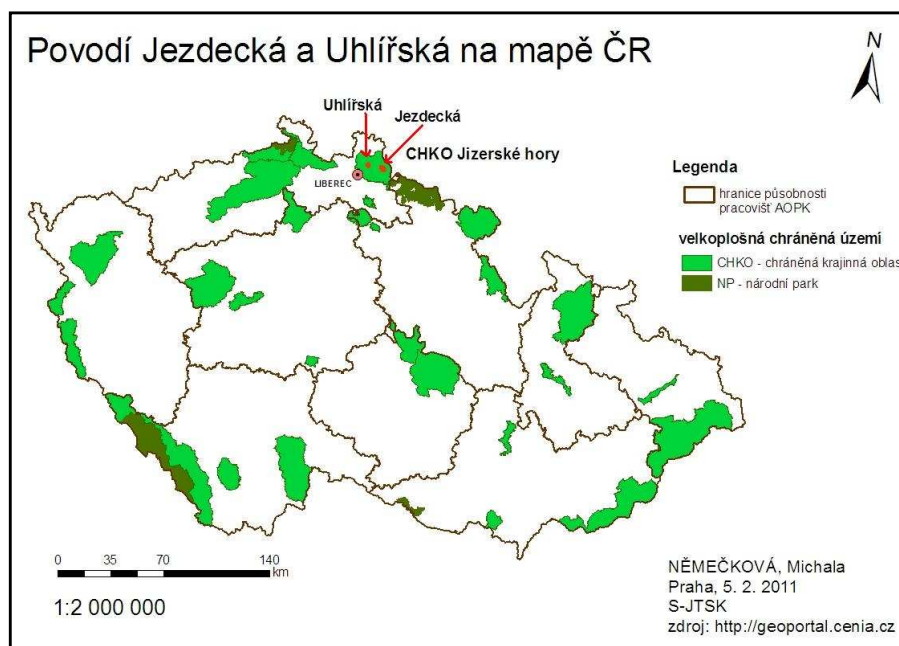 Povodí Jezdecká a Uhlířská na mapě ČR
N
Uhlířská
Jezdecká
CHKO Jizerské hory
LIBEREC
Legenda
hranice působnosti
pracovišť AOPK
velkoplošná chráněná území
CHKO - chráněná krajinná oblas
NP - národní park
0 35 70 140
km
1:2 000 000
NĚMEČKOVÁ, Michala
Praha, 5. 2. 2011
S-JTSK
zdroj: http://geoportal.cenia.cz